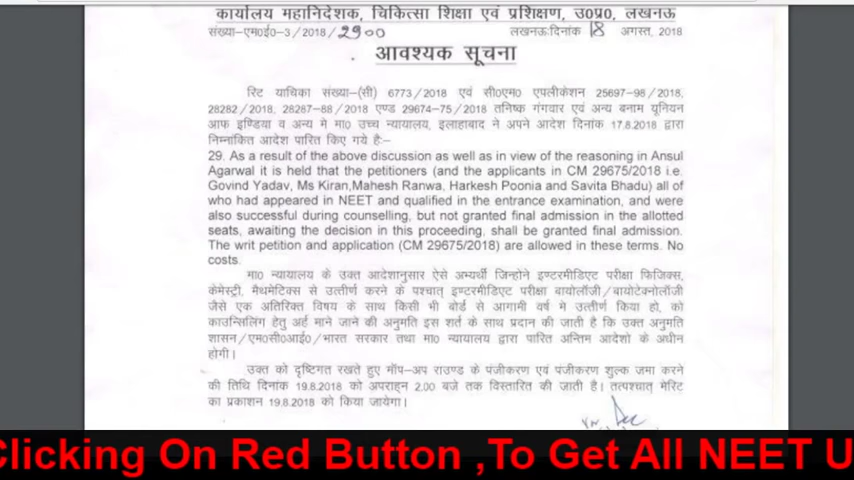 कार्यालय महानिदेशक, चिकित्सा शिक्षा एवं प्रशिक्षण, उ०प्र०, लखनऊ
संख्या-एम०ई०-3/2018/2900 लखनऊःदिनांक 18 अगस्त, 2018
आवश्यक सूचना
रिट याचिका संख्या-(सी) 6773/2018 एवं सी०एम० एप्लीकेशन 25697-98/2018,
28282/2018, 28287-88/2018 एण्ड 29674-75/2018 तनिष्क गंगवार एवं अन्य बनाम यूनियन
आफ इण्डिया व अन्य मे मा० उच्च न्यायालय, इलाहाबाद ने अपने आदेश दिनांक 17.8.2018 द्वारा
निम्नांकित आदेश पारित किए गये है:-
29. As a result of the above discussion as well as in view of the reasoning in Ansul
Agarwal it is held that the petitioners (and the applicants in CM 29675/2018 i.e.
Govind Yadav, Ms Kiran,Mahesh Ranwa, Harkesh Poonia and Savita Bhadu) all of
who had appeared in NEET and qualified in the entrance examination, and were
also successful during counselling, but not granted final admission in the allotted
seats, awaiting the decision in this proceeding, shall be granted final admission.
The writ petition and application (CM 29675/2018) are allowed in these terms. No
costs.
मा० न्यायालय के उक्त आदेशानुसार ऐसे अभ्यर्थी जिन्होने इण्टरमीडिएट परीक्षा फिजिक्स,
केमेस्ट्री, मैथमेटिक्स से उत्तीर्ण करने के पश्चात् इण्टरमीडिएट परीक्षा बायोलॉजी/बायोटेक्नोलॉजी
जैसे एक अतिरिक्त विषय के साथ किसी भी बोर्ड से आगामी वर्ष मे उत्तीर्ण किया हो, को
काउन्सिलिंग हेतु अर्ह माने जाने की अनुमति इस शर्त के साथ प्रदान की जाती है कि उक्त अनुमति
शासन/एम०सी०आई०/भारत सरकार तथा मा० न्यायालय द्वारा पारित अन्तिम आदेशो के अधीन
होगी।
उक्त को दृष्टिगत रखते हुए मॉप-अप राउण्ड के पंजीकरण एवं पंजीकरण शुल्क जमा करने
की तिथि दिनांक 19.8.2018 को अपराहन 2.00 बजे तक विस्तारित की जाती है। तत्पश्चात् मेरिट
का प्रकाशन 19.8.2018 को किया जायेगा।
Clicking On Red Button ,To Get All NEET U